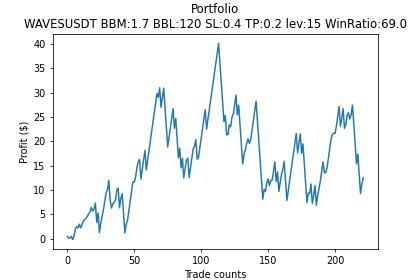 Portfolio
WAVESUSDT BBM:1.7 BBL:120 SL:0.4 TP:0.2 lev:15 WinRatio:69.0
40
35
30
25
20
15
10
5
0
Profit ($)
0 50 100 150 200
Trade counts